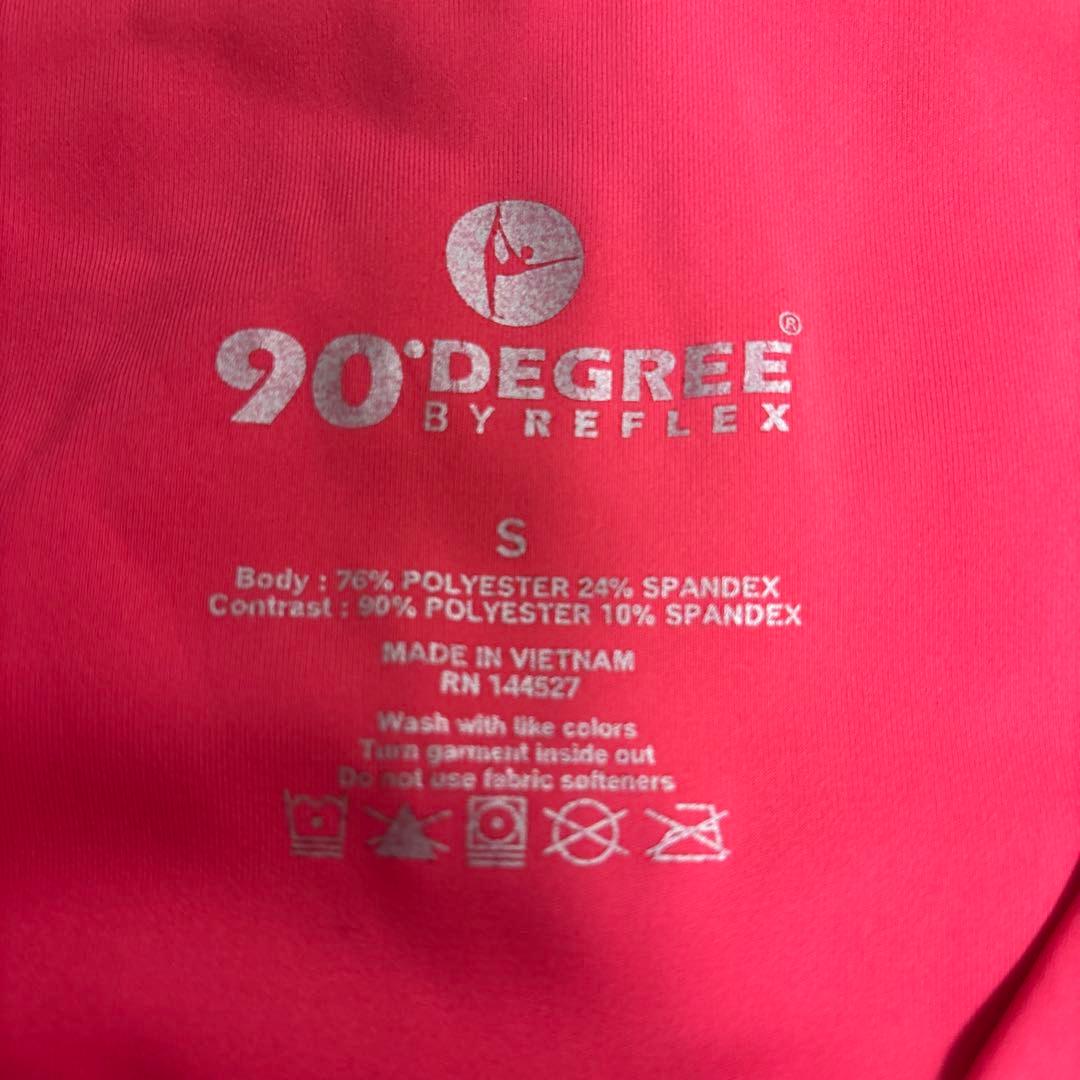 90°DEGREE®
BY REFLEX
S
Body : 76% POLYESTER 24% SPANDEX
Contrast : 90% POLYESTER 10% SPANDEX
MADE IN VIETNAM
RN 144527
Wash with like colors
Turn garment inside out
Do not use fabric softeners